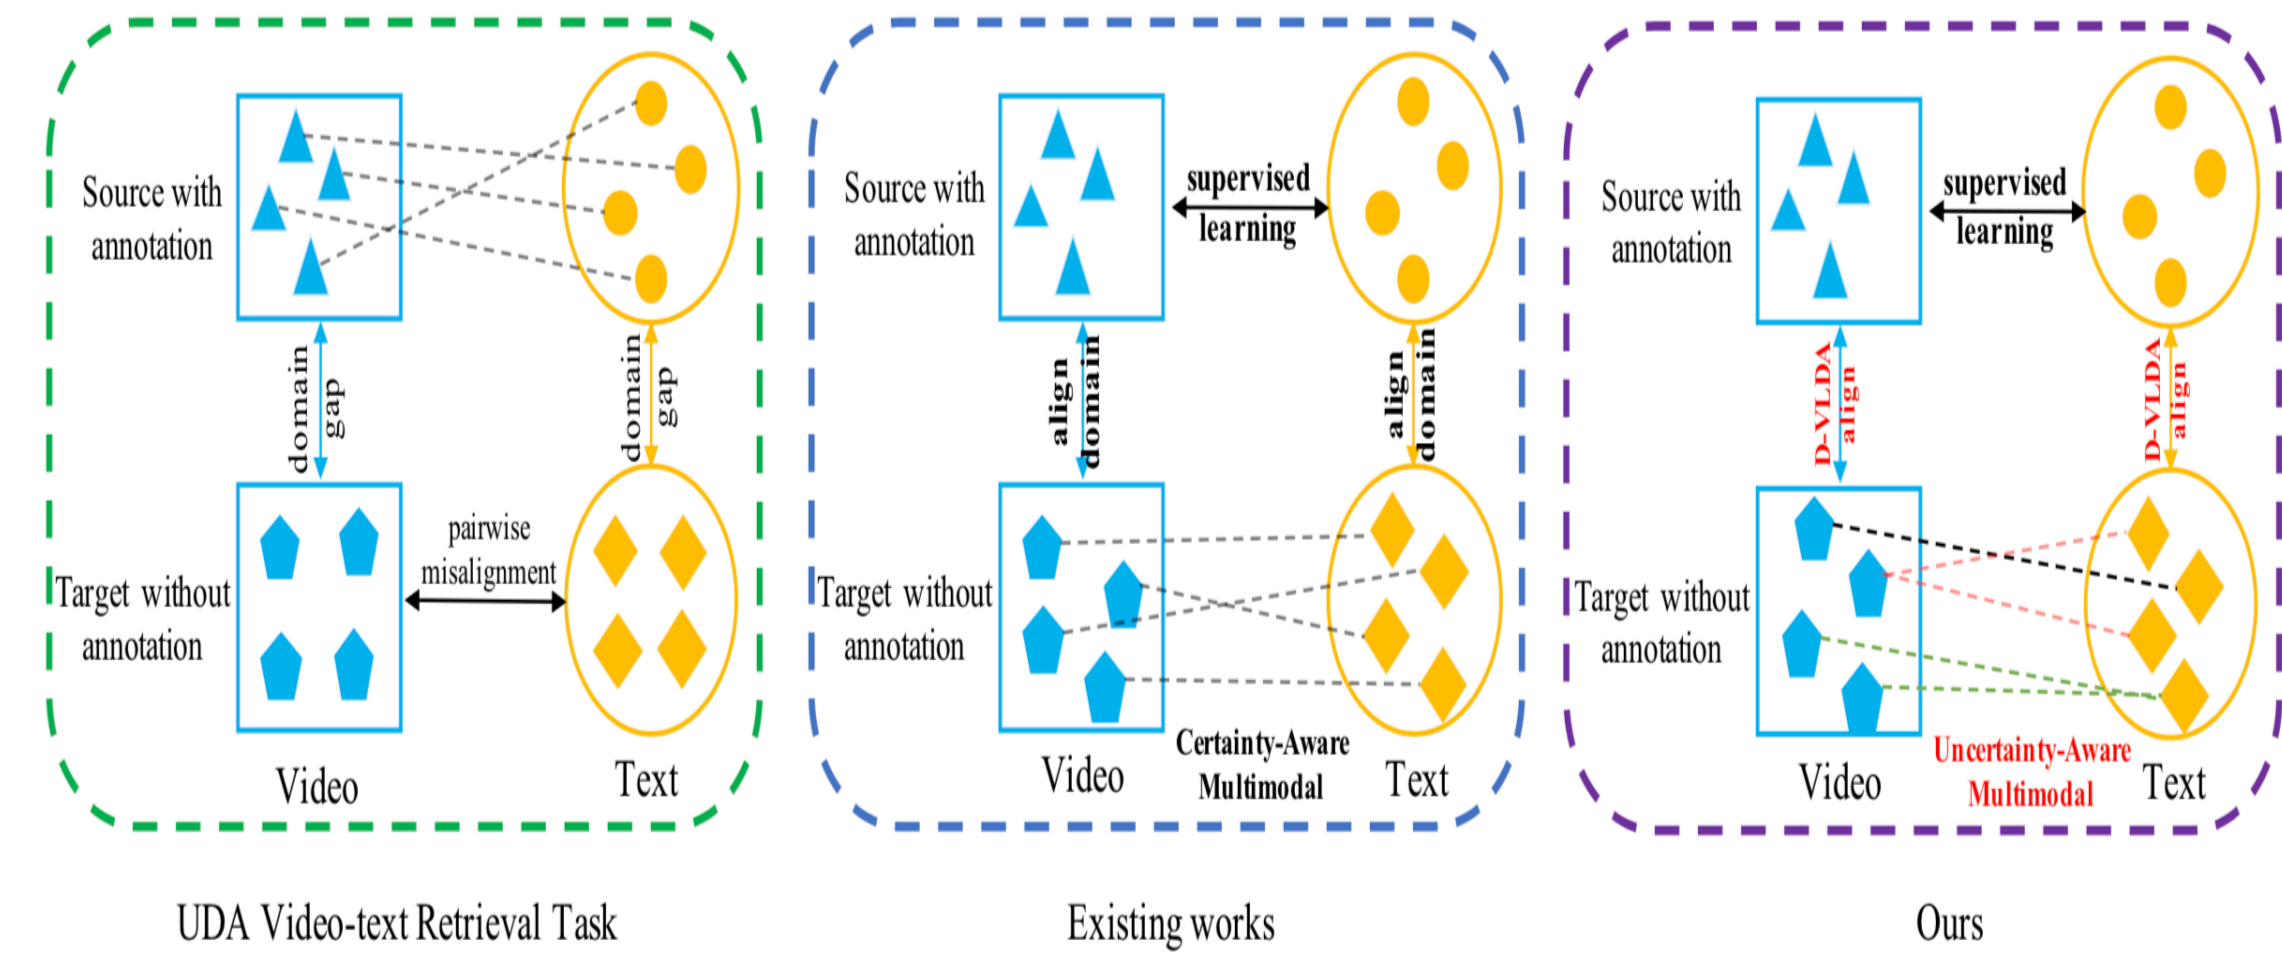 Source with
annotation
domain
gap
domain
gap
pairwise
misalignment
Target without
annotation
Video
Text
UDA Video-text Retrieval Task
Source with
annotation
supervised
learning
align
domain
align
domain
Target without
annotation
Certainty-Aware
Multimodal
Video
Text
Existing works
Source with
annotation
supervised
learning
D-VLDA
align
D-VLDA
align
Target without
annotation
Uncertainty-Aware
Multimodal
Video
Text
Ours